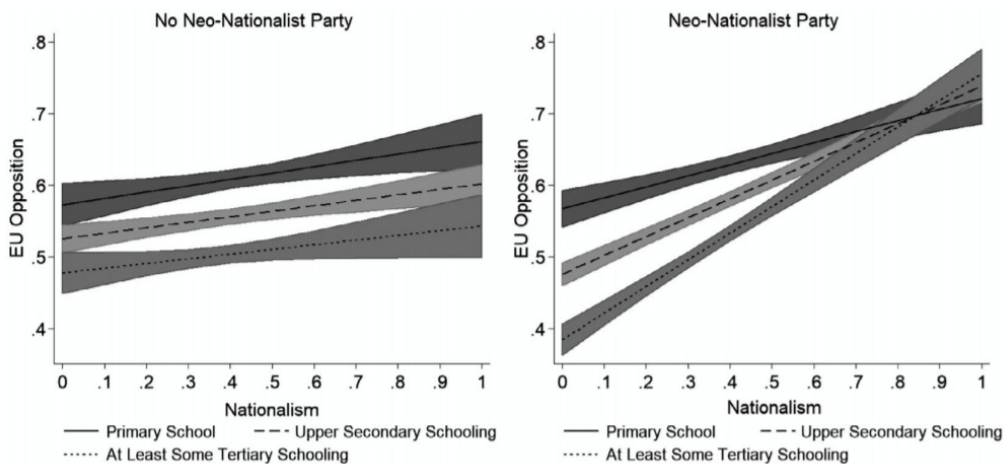 No Neo-Nationalist Party
EU Opposition
.8
.7
.6
.5
.4
0 .1 .2 .3 .4 .5 .6 .7 .8 .9 1
Nationalism
Primary School
Upper Secondary Schooling
At Least Some Tertiary Schooling
Neo-Nationalist Party
EU Opposition
.8
.7
.6
.5
.4
0 .1 .2 .3 .4 .5 .6 .7 .8 .9 1
Nationalism
Primary School
Upper Secondary Schooling
At Least Some Tertiary Schooling